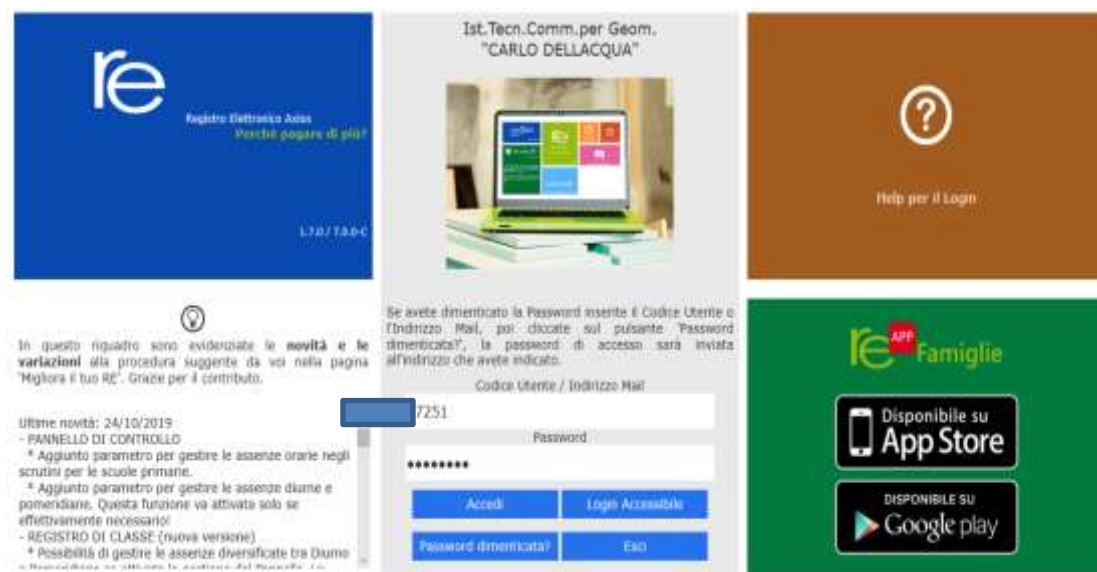 re
Registro Elettronico Axios
Perchè pagare di più?
1.7.0 / 7.0.0-C
In questo riquadro sono evidenziate le novità e le
variazioni alla procedura suggerite da voi nella pagina
'Migliora il tuo RE'. Grazie per il contributo.
Ultime novità: 24/10/2019
- PANNELLO DI CONTROLLO
* Aggiunto parametro per gestire le assenze orarie negli
scrutini per le scuole primarie.
* Aggiunto parametro per gestire le assenze diurne e
pomeridiane. Questa funzione va attivata solo se
effettivamente necessario!
- REGISTRO DI CLASSE (nuova versione)
* Possibilità di gestire le assenze diversificate tra Diurno
Ist.Tecn.Comm.per Geom.
"CARLO DELLACQUA"
Se avete dimenticato la Password inserite il Codice Utente o
l'Indirizzo Mail, poi cliccate sul pulsante 'Password
dimenticata?', la password di accesso sarà inviata
all'indirizzo che avete indicato.
Codice Utente / Indirizzo Mail
7251
Password
••••••••
Accedi
Login Accessibile
Password dimenticata?
Esci
?
Help per il Login
re APP Famiglie
Disponibile su
App Store
DISPONIBILE SU
Google play